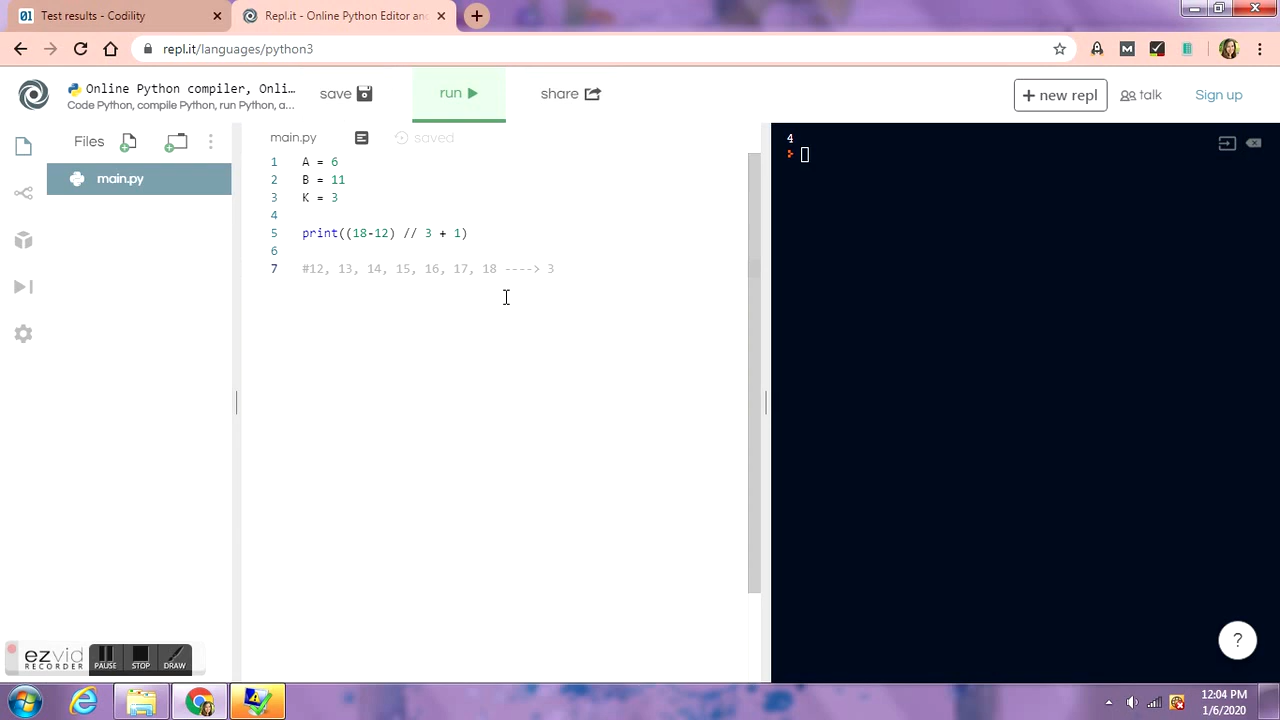 Test results - Codility
Repl.it - Online Python Editor and
repl.it/languages/python3
Online Python compiler, Onli...
Code Python, compile Python, run Python, a...
save
run
share
+ new repl
talk
Sign up
Files
main.py
main.py
saved
1 A = 6
2 B = 11
3 K = 3
4
5 print((18-12) // 3 + 1)
6
7 #12, 13, 14, 15, 16, 17, 18 ----> 3
4
?
ezvid
RECORDER
PAUSE
STOP
DRAW
12:04 PM
1/6/2020